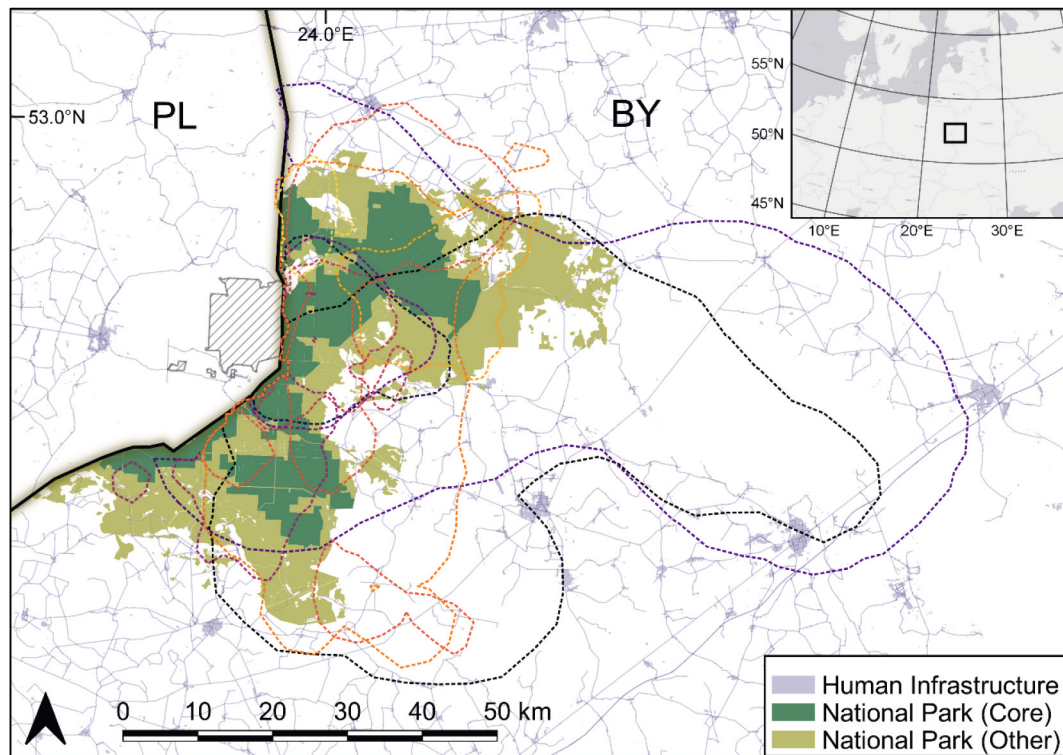 24.0°E
53.0°N
PL
BY
55°N
50°N
45°N
10°E
20°E
30°E
0 10 20 30 40 50 km
Human Infrastructure
National Park (Core)
National Park (Other)